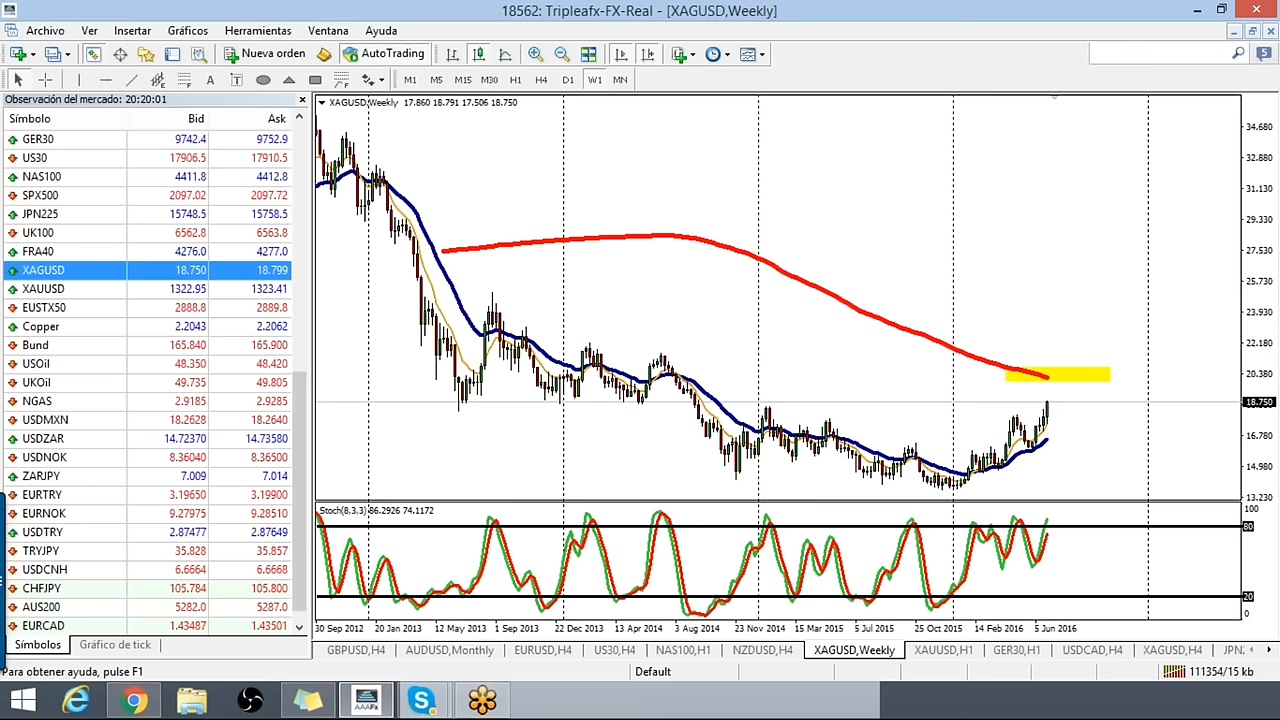 18562: Tripleafx-FX-Real - [XAGUSD,Weekly]
Archivo Ver Insertar Gráficos Herramientas Ventana Ayuda
Nueva orden AutoTrading 5
A T F M1 M5 M15 M30 H1 H4 D1 W1 MN
Observación del mercado: 20:20:01
Símbolo Bid Ask
GER30 9742.4 9752.9
US30 17906.5 17910.5
NAS100 4411.8 4412.8
SPX500 2097.02 2097.72
JPN225 15748.5 15758.5
UK100 6562.8 6563.8
FRA40 4276.0 4277.0
XAGUSD 18.750 18.799
XAUUSD 1322.95 1323.41
EUSTX50 2888.8 2889.8
Copper 2.2043 2.2062
Bund 165.840 165.900
USOil 48.350 48.420
UKOil 49.735 49.805
NGAS 2.9185 2.9285
USDMXN 18.2628 18.2640
USDZAR 14.72370 14.73580
USDNOK 8.36040 8.36500
ZARJPY 7.009 7.014
EURTRY 3.19650 3.19900
EURNOK 9.27975 9.28510
USDTRY 2.87477 2.87649
TRYJPY 35.828 35.857
USDCNH 6.6664 6.6668
CHFJPY 105.784 105.800
AUS200 5282.0 5287.0
EURCAD 1.43487 1.43501
Símbolos Gráfico de tick
XAGUSD,Weekly 17.860 18.791 17.506 18.750
34.680
32.880
31.130
29.330
27.530
25.730
23.930
22.180
20.380
18.750
16.780
14.980
13.230
Stoch(8,3,3) 86.2926 74.1172
100
80
20
0
30 Sep 2012 20 Jan 2013 12 May 2013 1 Sep 2013 22 Dec 2013 13 Apr 2014 3 Aug 2014 23 Nov 2014 15 Mar 2015 5 Jul 2015 25 Oct 2015 14 Feb 2016 5 Jun 2016
GBPUSD,H4 AUDUSD,Monthly EURUSD,H4 US30,H4 NAS100,H1 NZDUSD,H4 XAGUSD,Weekly XAUUSD,H1 GER30,H1 USDCAD,H4 XAGUSD,H4 JPN
Para obtener ayuda, pulse F1 Default 111354/15 kb
AAAFx